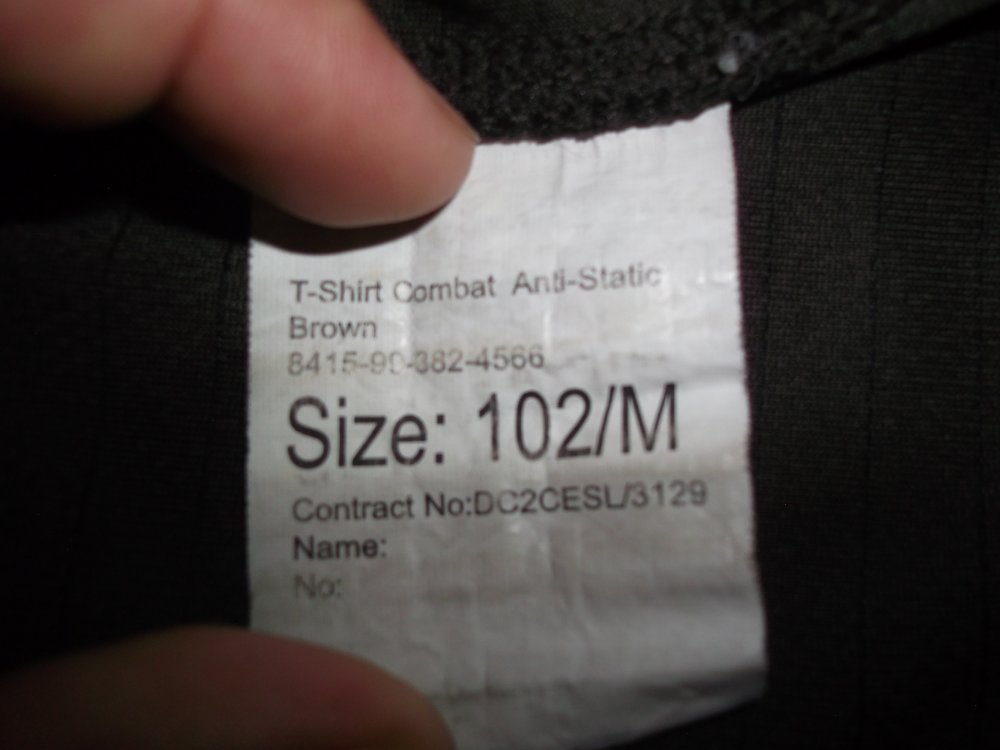 T-Shirt Combat Anti-Static
Brown
8415-99-382-4566
Size: 102/M
Contract No:DC2CESL/3129
Name:
No: